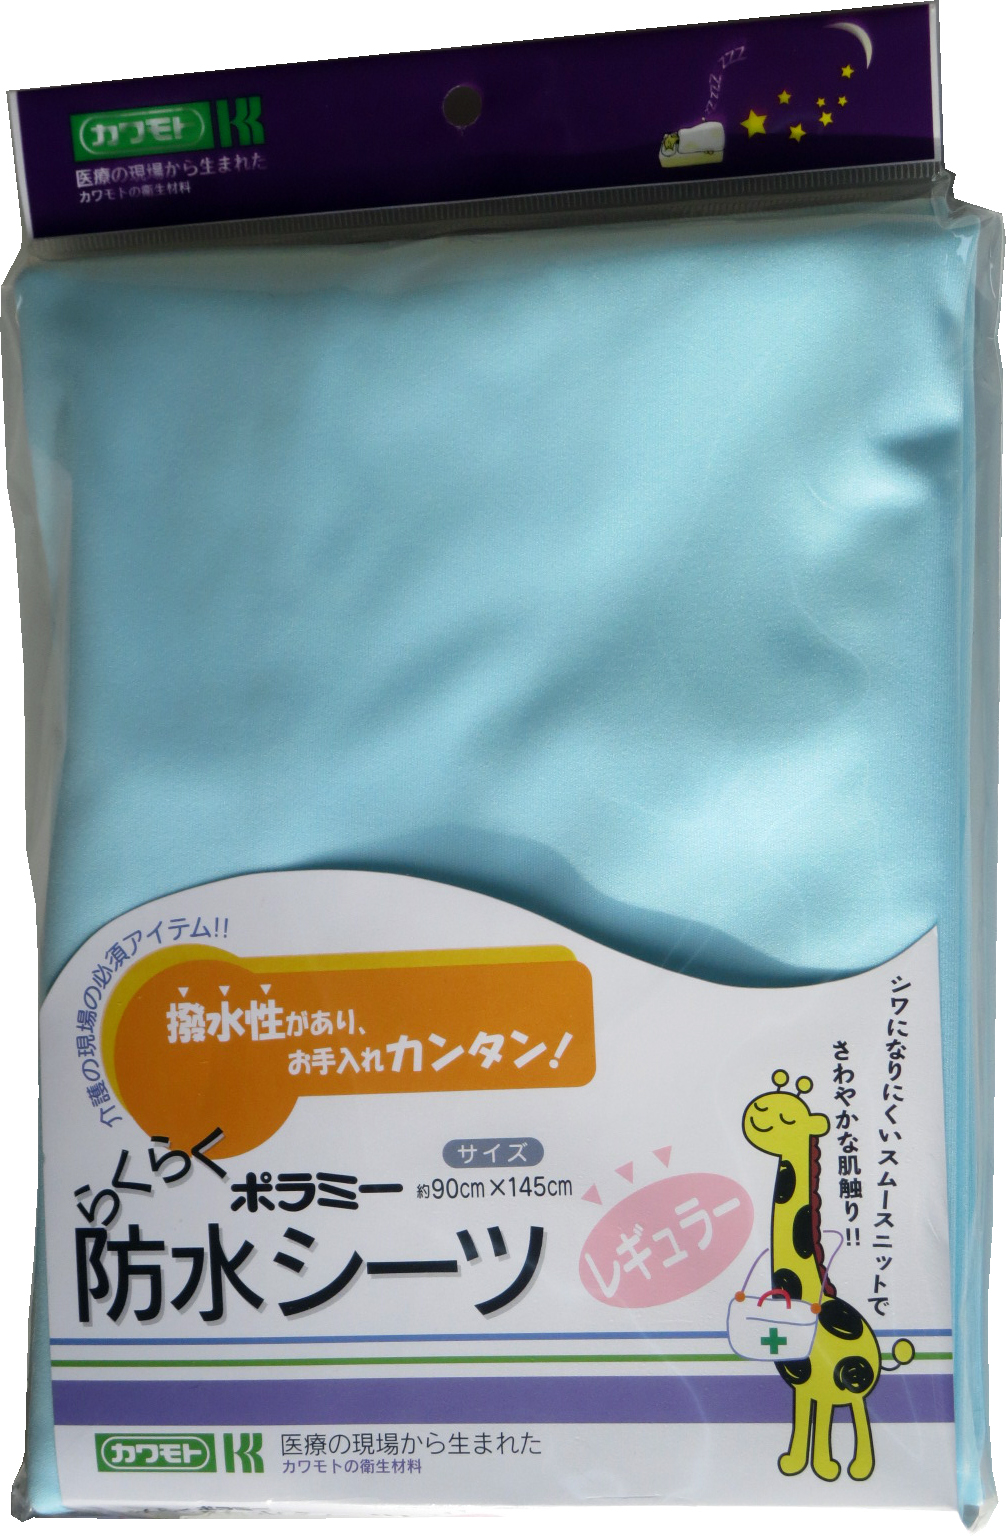 カワモト
医療の現場から生まれた
カワモトの衛生材料
zzz zzz...
介護の現場の必須アイテム!!
撥水性があり、
お手入れカンタン!
シワになりにくいスムースニットで
さわやかな肌触り!!
らくらく
ポラミー
サイズ
約90cm×145cm
防水シーツ
レギュラー
カワモト
医療の現場から生まれた
カワモトの衛生材料